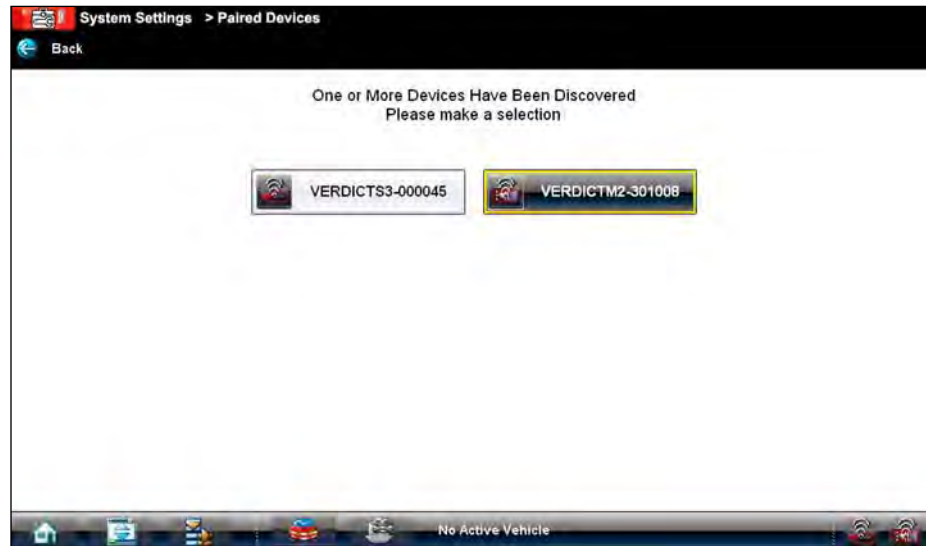 System Settings > Paired Devices
Back
One or More Devices Have Been Discovered
Please make a selection
VERDICTS3-000045
VERDICTM2-301008
No Active Vehicle